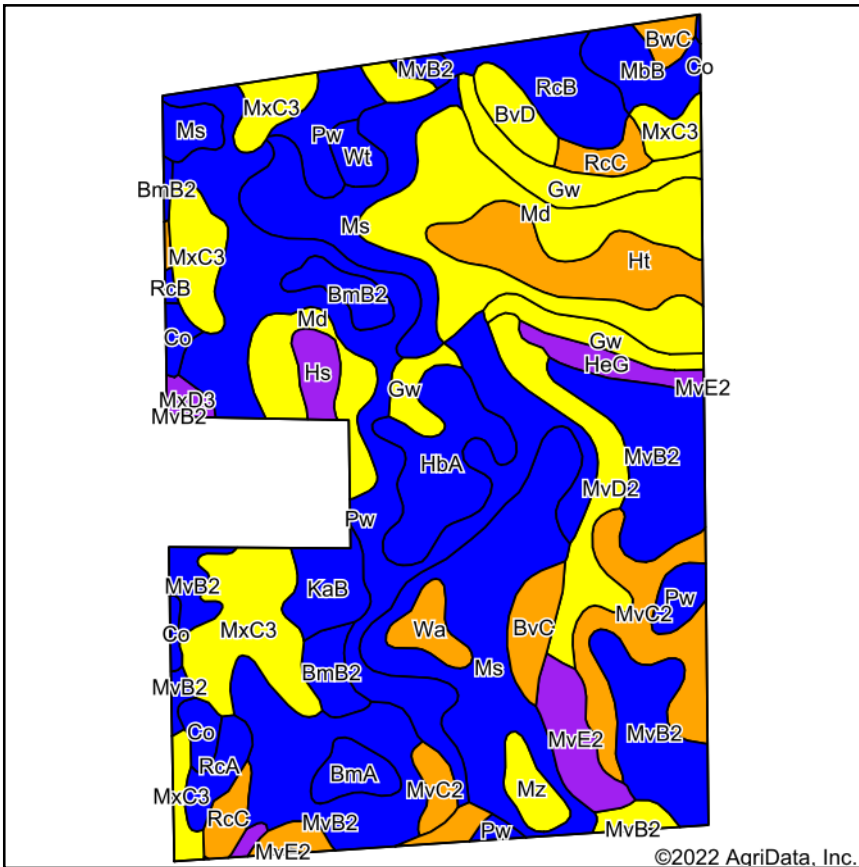 BwC
MvB2
MbB
Co
RcB
MxC3
BvD
Ms
Pw
MxC3
Wt
RcC
Gw
BmB2
Md
Ms
MxC3
Ht
RcB
BmB2
Md
Co
Gw
HeG
Hs
Gw
MvE2
MxD3
MvB2
HbA
MvB2
MvD2
Pw
MvB2
KaB
Pw
MvC2
Co
MxC3
Wa
BvC
BmB2
Ms
MvB2
Co
MvE2
MvB2
RcA
BmA
MvC2
Mz
MxC3
RcC
MvB2
Pw
MvB2
MvE2
©2022 AgriData, Inc.